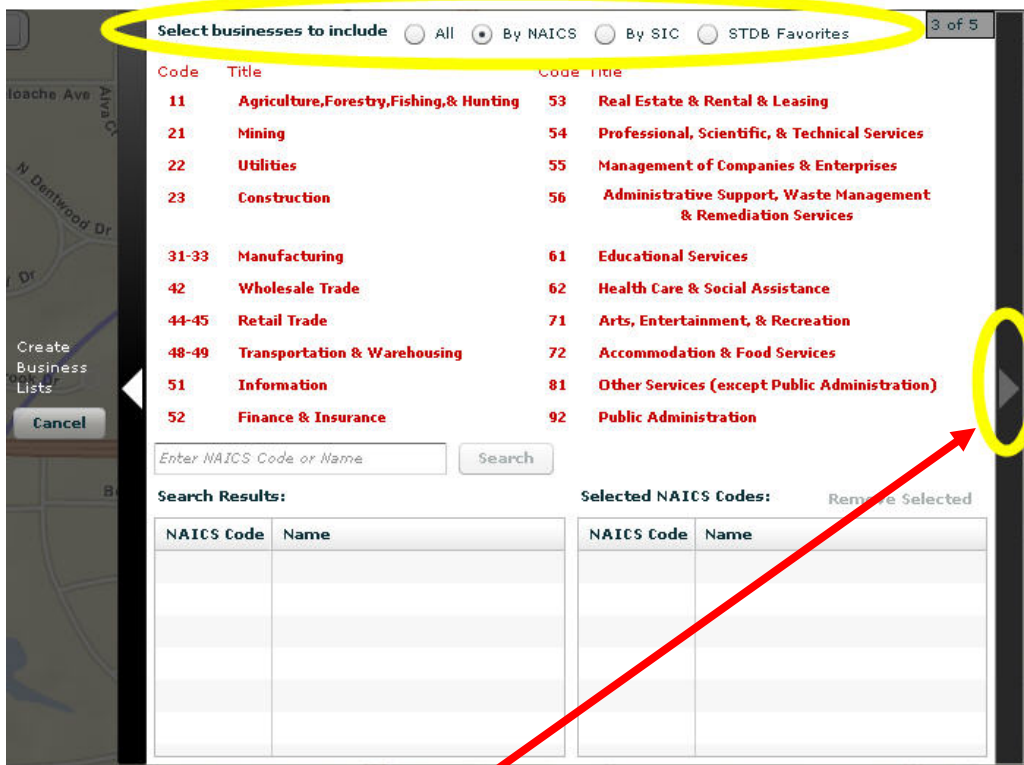 Select businesses to include All By NAICS By SIC STDB Favorites
3 of 5
Code Title Code Title
11 Agriculture,Forestry,Fishing,& Hunting 53 Real Estate & Rental & Leasing
21 Mining 54 Professional, Scientific, & Technical Services
22 Utilities 55 Management of Companies & Enterprises
23 Construction 56 Administrative Support, Waste Management
& Remediation Services
31-33 Manufacturing 61 Educational Services
42 Wholesale Trade 62 Health Care & Social Assistance
44-45 Retail Trade 71 Arts, Entertainment, & Recreation
48-49 Transportation & Warehousing 72 Accommodation & Food Services
51 Information 81 Other Services (except Public Administration)
52 Finance & Insurance 92 Public Administration
Enter NAICS Code or Name Search
Search Results: Selected NAICS Codes: Remove Selected
NAICS Code Name NAICS Code Name
Create
Business
Lists
Cancel
loache Ave
Alva C
N Dentwood Dr
Dr